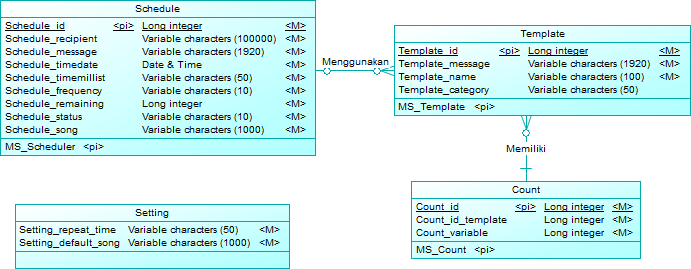 Schedule
Schedule_id <pi> Long integer <M>
Schedule_recipient Variable characters (100000) <M>
Schedule_message Variable characters (1920) <M>
Schedule_timedate Date & Time <M>
Schedule_timemillist Variable characters (50) <M>
Schedule_frequency Variable characters (10) <M>
Schedule_remaining Long integer <M>
Schedule_status Variable characters (10) <M>
Schedule_song Variable characters (1000) <M>
MS_Scheduler <pi>
Menggunakan
Template
Template_id <pi> Long integer <M>
Template_message Variable characters (1920) <M>
Template_name Variable characters (100) <M>
Template_category Variable characters (50)
MS_Template <pi>
Memiliki
Count
Count_id <pi> Long integer <M>
Count_id_template Long integer <M>
Count_variable Long integer <M>
MS_Count <pi>
Setting
Setting_repeat_time Variable characters (50) <M>
Setting_default_song Variable characters (1000) <M>